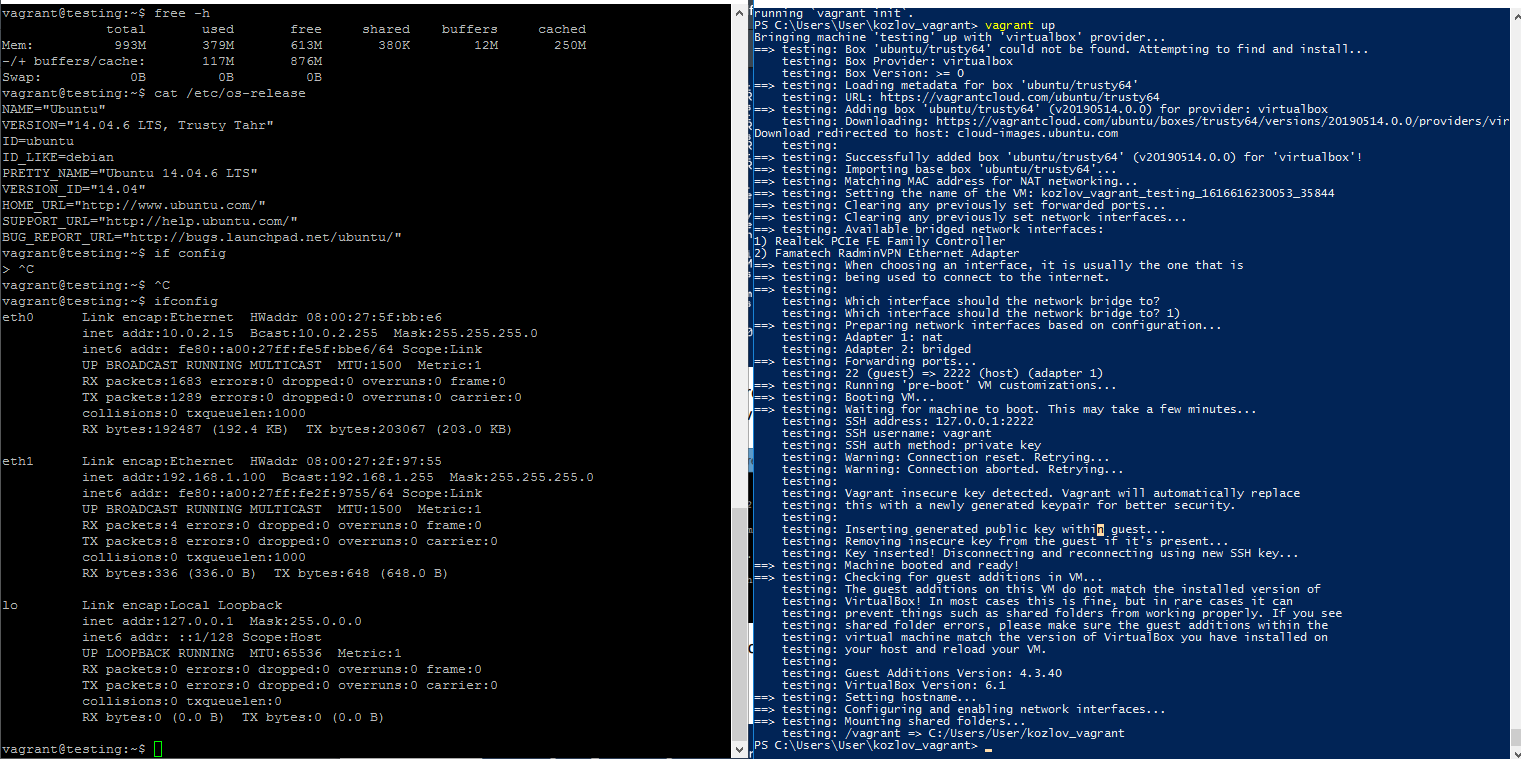 vagrant@testing:~$ free -h
             total       used       free     shared    buffers     cached
Mem:          993M       379M       613M       380K        12M       250M
-/+ buffers/cache:       117M       876M
Swap:           0B         0B         0B
vagrant@testing:~$ cat /etc/os-release
NAME="Ubuntu"
VERSION="14.04.6 LTS, Trusty Tahr"
ID=ubuntu
ID_LIKE=debian
PRETTY_NAME="Ubuntu 14.04.6 LTS"
VERSION_ID="14.04"
HOME_URL="http://www.ubuntu.com/"
SUPPORT_URL="http://help.ubuntu.com/"
BUG_REPORT_URL="http://bugs.launchpad.net/ubuntu/"
vagrant@testing:~$ if config
> ^C
vagrant@testing:~$ ^C
vagrant@testing:~$ ifconfig
eth0      Link encap:Ethernet  HWaddr 08:00:27:5f:bb:e6
          inet addr:10.0.2.15  Bcast:10.0.2.255  Mask:255.255.255.0
          inet6 addr: fe80::a00:27ff:fe5f:bbe6/64 Scope:Link
          UP BROADCAST RUNNING MULTICAST  MTU:1500  Metric:1
          RX packets:1683 errors:0 dropped:0 overruns:0 frame:0
          TX packets:1289 errors:0 dropped:0 overruns:0 carrier:0
          collisions:0 txqueuelen:1000
          RX bytes:192487 (192.4 KB)  TX bytes:203067 (203.0 KB)
eth1      Link encap:Ethernet  HWaddr 08:00:27:2f:97:55
          inet addr:192.168.1.100  Bcast:192.168.1.255  Mask:255.255.255.0
          inet6 addr: fe80::a00:27ff:fe2f:9755/64 Scope:Link
          UP BROADCAST RUNNING MULTICAST  MTU:1500  Metric:1
          RX packets:4 errors:0 dropped:0 overruns:0 frame:0
          TX packets:8 errors:0 dropped:0 overruns:0 carrier:0
          collisions:0 txqueuelen:1000
          RX bytes:336 (336.0 B)  TX bytes:648 (648.0 B)
lo        Link encap:Local Loopback
          inet addr:127.0.0.1  Mask:255.0.0.0
          inet6 addr: ::1/128 Scope:Host
          UP LOOPBACK RUNNING  MTU:65536  Metric:1
          RX packets:0 errors:0 dropped:0 overruns:0 frame:0
          TX packets:0 errors:0 dropped:0 overruns:0 carrier:0
          collisions:0 txqueuelen:0
          RX bytes:0 (0.0 B)  TX bytes:0 (0.0 B)
vagrant@testing:~$
running `vagrant init`.
PS C:\Users\User\kozlov_vagrant> vagrant up
Bringing machine 'testing' up with 'virtualbox' provider...
==> testing: Box 'ubuntu/trusty64' could not be found. Attempting to find and install...
    testing: Box Provider: virtualbox
    testing: Box Version: >= 0
==> testing: Loading metadata for box 'ubuntu/trusty64'
    testing: URL: https://vagrantcloud.com/ubuntu/trusty64
==> testing: Adding box 'ubuntu/trusty64' (v20190514.0.0) for provider: virtualbox
    testing: Downloading: https://vagrantcloud.com/ubuntu/boxes/trusty64/versions/20190514.0.0/providers/vir
Download redirected to host: cloud-images.ubuntu.com
    testing:
==> testing: Successfully added box 'ubuntu/trusty64' (v20190514.0.0) for 'virtualbox'!
==> testing: Importing base box 'ubuntu/trusty64'...
==> testing: Matching MAC address for NAT networking...
==> testing: Setting the name of the VM: kozlov_vagrant_testing_1616616230053_35844
==> testing: Clearing any previously set forwarded ports...
==> testing: Clearing any previously set network interfaces...
==> testing: Available bridged network interfaces:
1) Realtek PCIe FE Family Controller
2) Famatech RadminVPN Ethernet Adapter
==> testing: When choosing an interface, it is usually the one that is
==> testing: being used to connect to the internet.
==> testing:
    testing: Which interface should the network bridge to?
    testing: Which interface should the network bridge to? 1)
==> testing: Preparing network interfaces based on configuration...
    testing: Adapter 1: nat
    testing: Adapter 2: bridged
==> testing: Forwarding ports...
    testing: 22 (guest) => 2222 (host) (adapter 1)
==> testing: Running 'pre-boot' VM customizations...
==> testing: Booting VM...
==> testing: Waiting for machine to boot. This may take a few minutes...
    testing: SSH address: 127.0.0.1:2222
    testing: SSH username: vagrant
    testing: SSH auth method: private key
    testing: Warning: Connection reset. Retrying...
    testing: Warning: Connection aborted. Retrying...
    testing:
    testing: Vagrant insecure key detected. Vagrant will automatically replace
    testing: this with a newly generated keypair for better security.
    testing:
    testing: Inserting generated public key within guest...
    testing: Removing insecure key from the guest if it's present...
    testing: Key inserted! Disconnecting and reconnecting using new SSH key...
==> testing: Machine booted and ready!
==> testing: Checking for guest additions in VM...
    testing: The guest additions on this VM do not match the installed version of
    testing: VirtualBox! In most cases this is fine, but in rare cases it can
    testing: prevent things such as shared folders from working properly. If you see
    testing: shared folder errors, please make sure the guest additions within the
    testing: virtual machine match the version of VirtualBox you have installed on
    testing: your host and reload your VM.
    testing:
    testing: Guest Additions Version: 4.3.40
    testing: VirtualBox Version: 6.1
==> testing: Setting hostname...
==> testing: Configuring and enabling network interfaces...
==> testing: Mounting shared folders...
    testing: /vagrant => C:/Users/User/kozlov_vagrant
PS C:\Users\User\kozlov_vagrant>